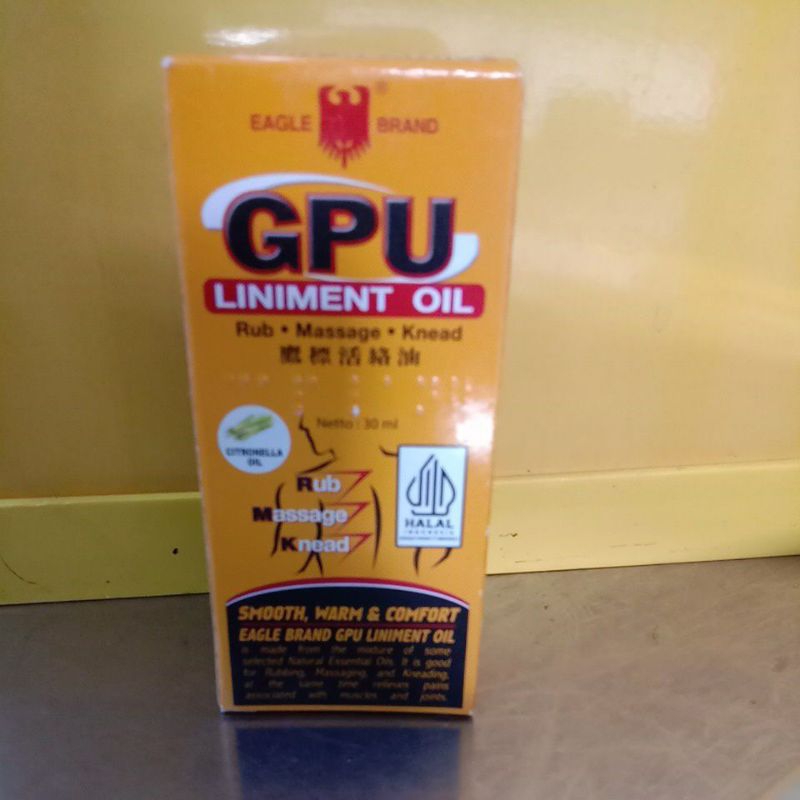 EAGLE BRAND
GPU
LINIMENT OIL
Rub • Massage • Knead
鷹標活絡油
Netto : 30 ml
CITRONELLA
OIL
Rub
Massage
Knead
HALAL
INDONESIA
SMOOTH, WARM & COMFORT
EAGLE BRAND GPU LINIMENT OIL
is made from the mixture of some
selected Natural Essential Oils. It is good
for Rubbing, Massaging, and Kneading,
at the same time relieves pains
associated with muscles and joints.